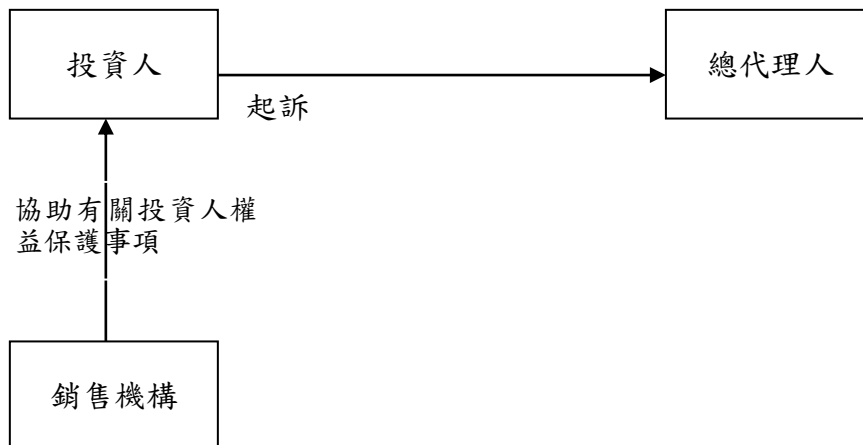 投資人
總代理人
起訴
協助有關投資人權
益保護事項
銷售機構